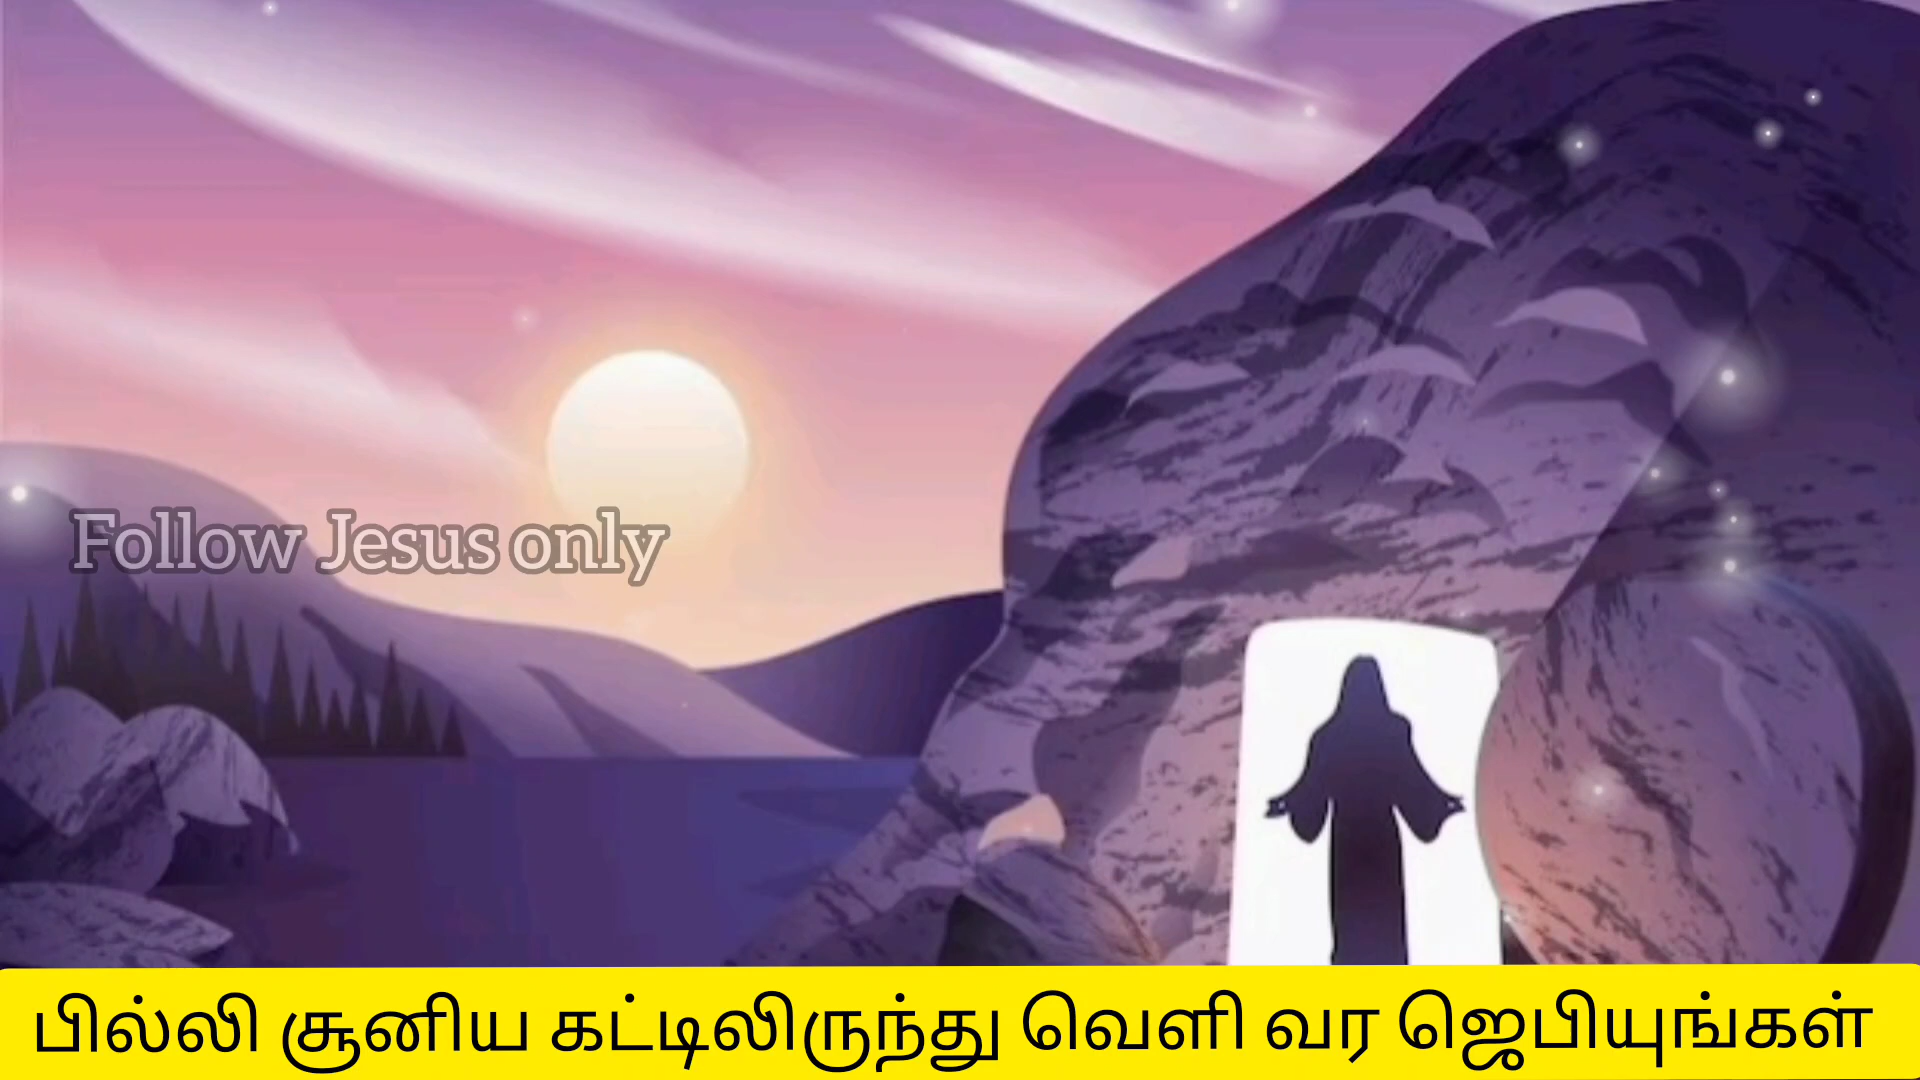 Follow Jesus only
பில்லி சூனிய கட்டிலிருந்து வெளி வர ஜெபியுங்கள்